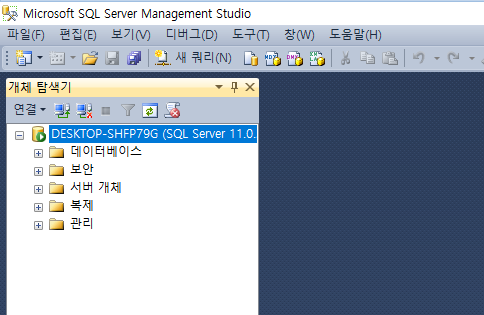 Microsoft SQL Server Management Studio
파일(F) 편집(E) 보기(V) 디버그(D) 도구(T) 창(W) 도움말(H)
새 쿼리(N)
개체 탐색기
연결
DESKTOP-SHFP79G (SQL Server 11.0.
데이터베이스
보안
서버 개체
복제
관리